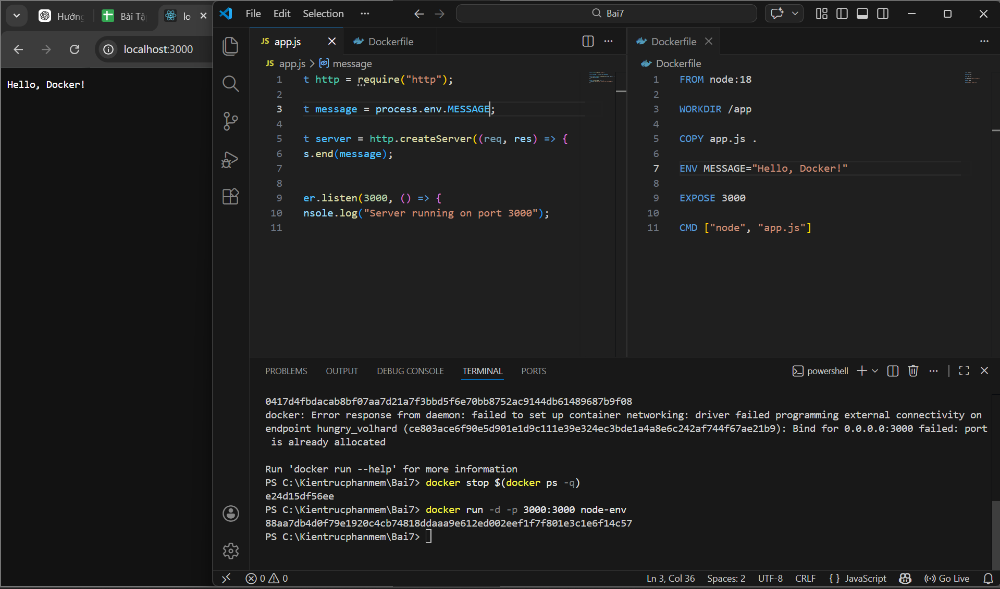 Hướng
Bài Tậ
lo
localhost:3000
Hello, Docker!
File Edit Selection ···
Bai7
JS app.js
Dockerfile
JS app.js > message
1 t http = require("http");
2
3 t message = process.env.MESSAGE;
4
5 t server = http.createServer((req, res) => {
6 s.end(message);
7
8
9 er.listen(3000, () => {
10 nsole.log("Server running on port 3000");
11
Dockerfile
Dockerfile
1 FROM node:18
2
3 WORKDIR /app
4
5 COPY app.js .
6
7 ENV MESSAGE="Hello, Docker!"
8
9 EXPOSE 3000
10
11 CMD ["node", "app.js"]
PROBLEMS OUTPUT DEBUG CONSOLE TERMINAL PORTS
powershell
0417d4fbdacab8bf07aa7d21a7f3bbd5f6e70bb8752ac9144db61489687b9f08
docker: Error response from daemon: failed to set up container networking: driver failed programming external connectivity on
endpoint hungry_volhard (ce803ace6f90e5d901e1d9c111e39e324ec3bde1a4a8e6c242af744f67ae21b9): Bind for 0.0.0.0:3000 failed: port
is already allocated
Run 'docker run --help' for more information
PS C:\Kientrucphanmem\Bai7> docker stop $(docker ps -q)
e24d15df56ee
PS C:\Kientrucphanmem\Bai7> docker run -d -p 3000:3000 node-env
88aa7db4d0f79e1920c4cb74818ddaaa9e612ed002eef1f7f801e3c1e6f14c57
PS C:\Kientrucphanmem\Bai7>
0 0
Ln 3, Col 36 Spaces: 2 UTF-8 CRLF { } JavaScript Go Live